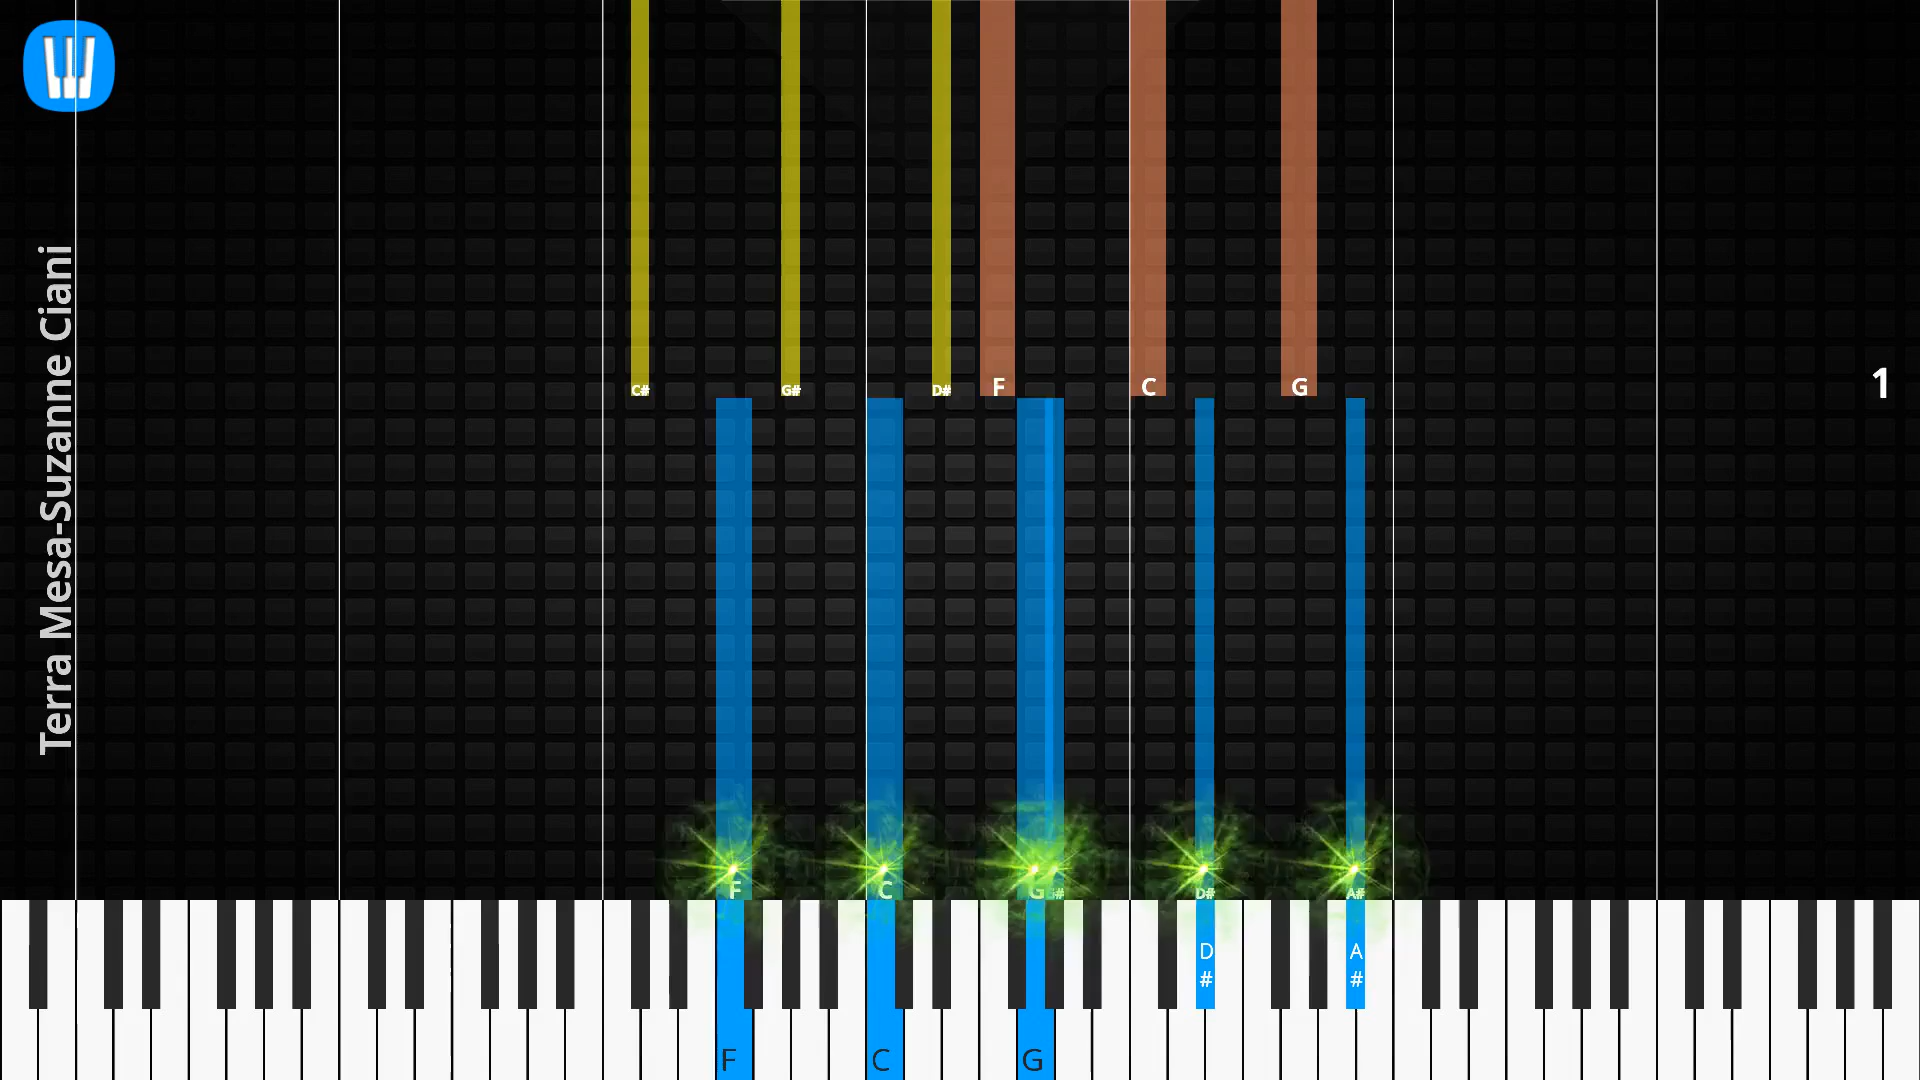 Terra Mesa-Suzanne Ciani
C# G# D# F C G
1
F C G # D# A#
D
#
A
#
F C G